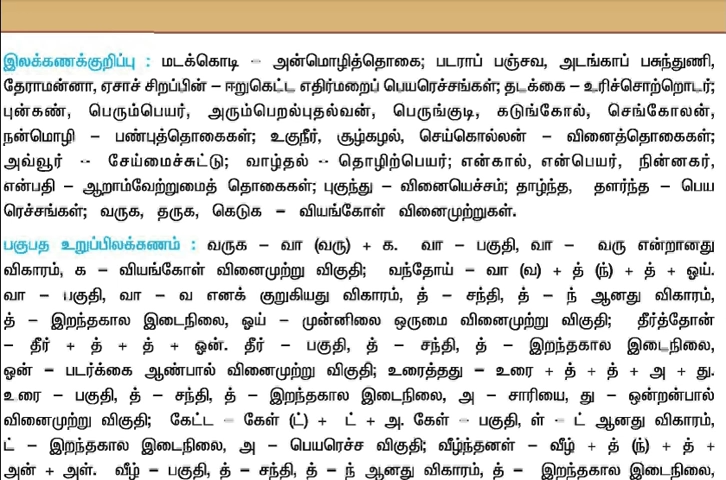 இலக்கணக்குறிப்பு : மடக்கொடி – அன்மொழித்தொகை; படராப் பஞ்சவ, அடங்காப் பசுந்துணி,
தேராமன்னா, ஏசாச் சிறப்பின் – ஈறுகெட்ட எதிர்மறைப் பெயரெச்சங்கள்; தடக்கை – உரிச்சொற்றொடர்;
புன்கண், பெரும்பெயர், அரும்பெறல்புதல்வன், பெருங்குடி, கடுங்கோல், செங்கோலன்,
நன்மொழி – பண்புத்தொகைகள்; உகுநீர், சூழ்கழல், செய்கொல்லன் – வினைத்தொகைகள்;
அவ்வூர் – சேய்மைச்சுட்டு; வாழ்தல் – தொழிற்பெயர்; என்கால், என்பெயர், நின்னகர்,
என்பதி – ஆறாம்வேற்றுமைத் தொகைகள்; புகுந்து – வினையெச்சம்; தாழ்ந்த, தளர்ந்த – பெய
ரெச்சங்கள்; வருக, தருக, கெடுக – வியங்கோள் வினைமுற்றுகள்.
பகுபத உறுப்பிலக்கணம் : வருக – வா (வரு) + க. வா – பகுதி, வா – வரு என்றானது
விகாரம், க – வியங்கோள் வினைமுற்று விகுதி; வந்தோய் – வா (வ) + த் (ந்) + த் + ஓய்.
வா – பகுதி, வா – வ எனக் குறுகியது விகாரம், த் – சந்தி, த் – ந் ஆனது விகாரம்,
த் – இறந்தகால இடைநிலை, ஓய் – முன்னிலை ஒருமை வினைமுற்று விகுதி; தீர்த்தோன்
– தீர் + த் + த் + ஓன். தீர் – பகுதி, த் – சந்தி, த் – இறந்தகால இடைநிலை,
ஓன் – படர்க்கை ஆண்பால் வினைமுற்று விகுதி; உரைத்தது – உரை + த் + த் + அ + து.
உரை – பகுதி, த் – சந்தி, த் – இறந்தகால இடைநிலை, அ – சாரியை, து – ஒன்றன்பால்
வினைமுற்று விகுதி; கேட்ட – கேள் (ட்) + ட் + அ. கேள் – பகுதி, ள் – ட் ஆனது விகாரம்,
ட் – இறந்தகால இடைநிலை, அ – பெயரெச்ச விகுதி; வீழ்ந்தனள் – வீழ் + த் (ந்) + த் +
அன் + அள். வீழ் – பகுதி, த் – சந்தி, த் – ந் ஆனது விகாரம், த் – இறந்தகால இடைநிலை,